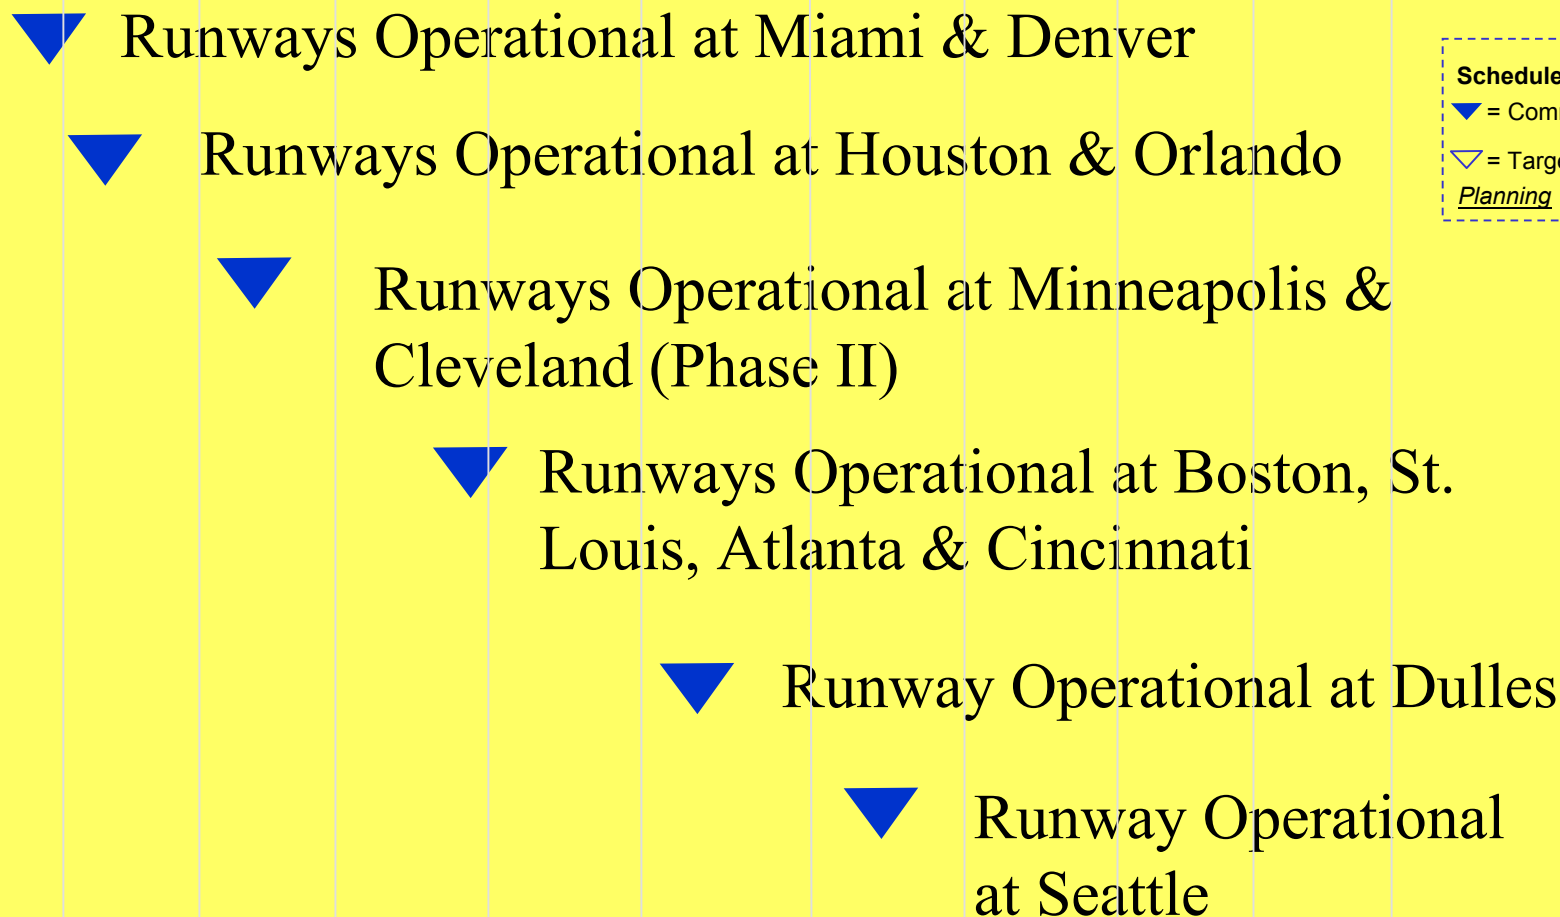 Runways Operational at Miami & Denver
Schedule
=
Runways Operational at Houston & Orlando
=
Planning
Runways Operational at Minneapolis &
Cleveland (Phase II)
Runways Operational at Boston, St.
Louis, Atlanta & Cincinnati
Runway Operational at Dulles
Runway Operational
at Seattle